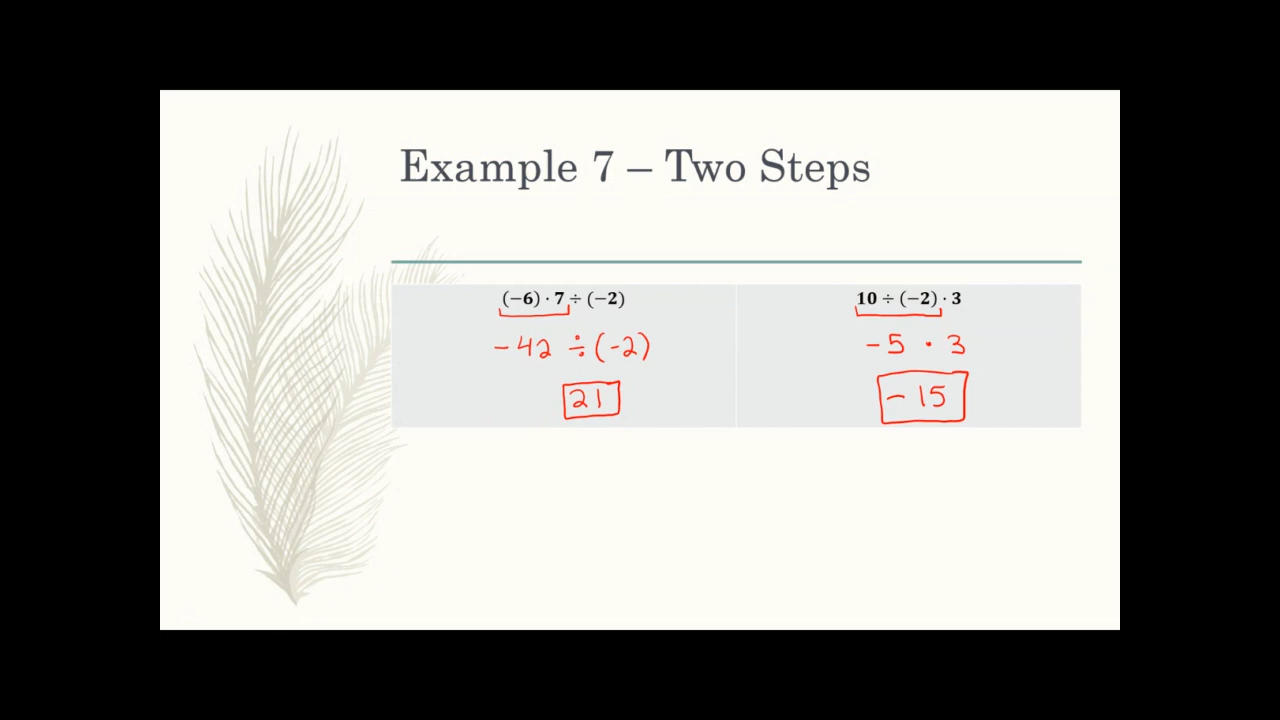 Example 7 – Two Steps
(−6) · 7 ÷ (−2)
-42 ÷ (-2)
21
10 ÷ (−2) · 3
-5 · 3
-15